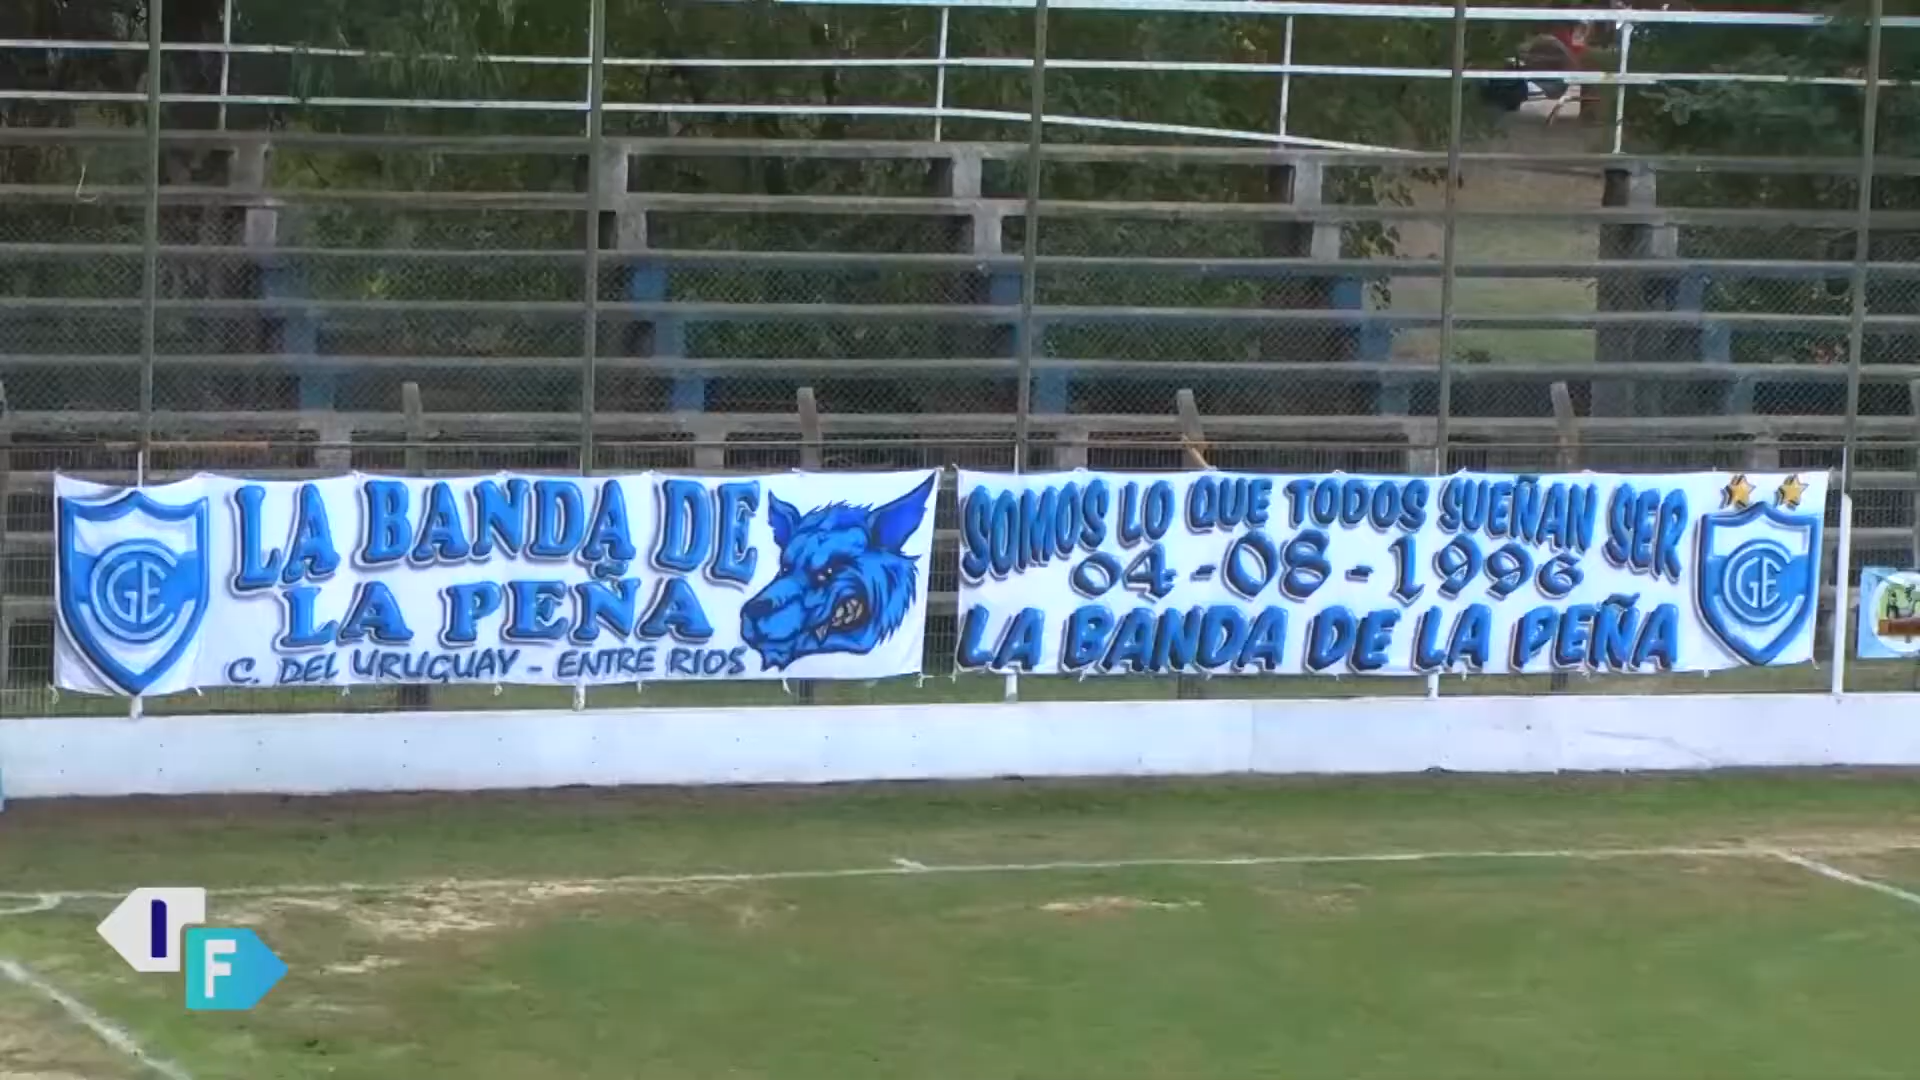 LA BANDA DE
LA PEÑA
C. DEL URUGUAY - ENTRE RIOS
CGE
SOMOS LO QUE TODOS SUEÑAN SER
04-08-1996
LA BANDA DE LA PEÑA
CGE
I
F